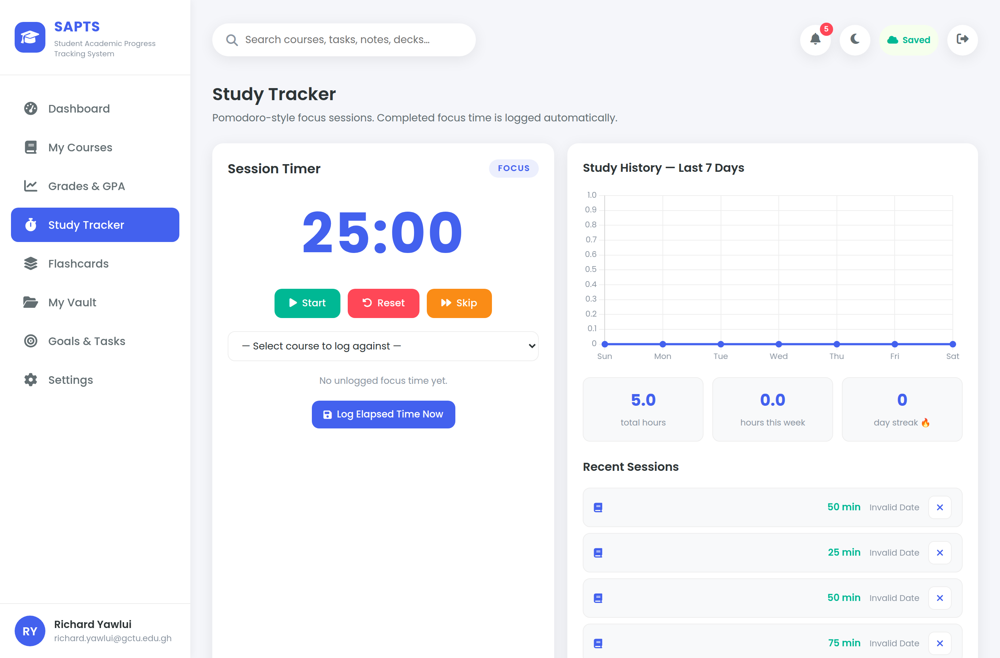 SAPTS
Student Academic Progress
Tracking System
Dashboard
My Courses
Grades & GPA
Study Tracker
Flashcards
My Vault
Goals & Tasks
Settings
RY
Richard Yawlui
richard.yawlui@gctu.edu.gh
Search courses, tasks, notes, decks...
5
Saved
Study Tracker
Pomodoro-style focus sessions. Completed focus time is logged automatically.
Session Timer
FOCUS
25:00
Start
Reset
Skip
— Select course to log against —
No unlogged focus time yet.
Log Elapsed Time Now
Study History — Last 7 Days
1.0
0.9
0.8
0.7
0.6
0.5
0.4
0.3
0.2
0.1
0
Sun Mon Tue Wed Thu Fri Sat
5.0
total hours
0.0
hours this week
0
day streak 🔥
Recent Sessions
50 min Invalid Date
25 min Invalid Date
50 min Invalid Date
75 min Invalid Date